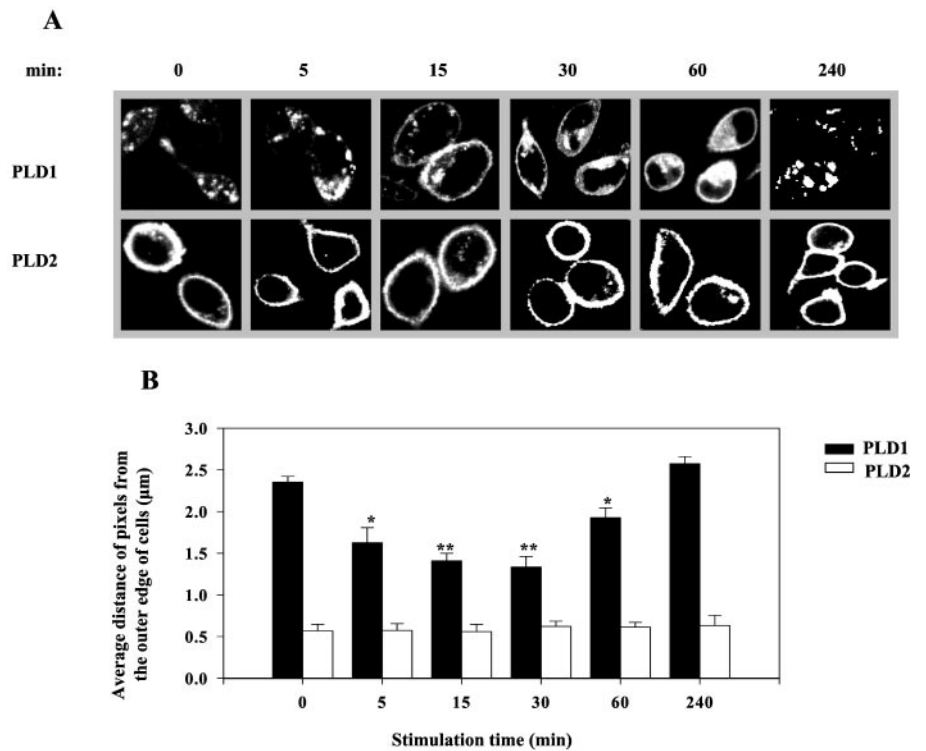 A
min: 0 5 15 30 60 240
PLD1
PLD2
B
Average distance of pixels from
the outer edge of cells (µm)
3.0
2.5
2.0
1.5
1.0
0.5
0.0
* ** ** *
0 5 15 30 60 240
Stimulation time (min)
PLD1
PLD2